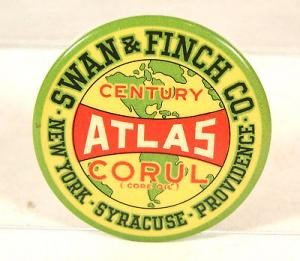 SWAN & FINCH CO.
CENTURY
ATLAS
CORUL
(CORE OIL)
NEW YORK - SYRACUSE - PROVIDENCE